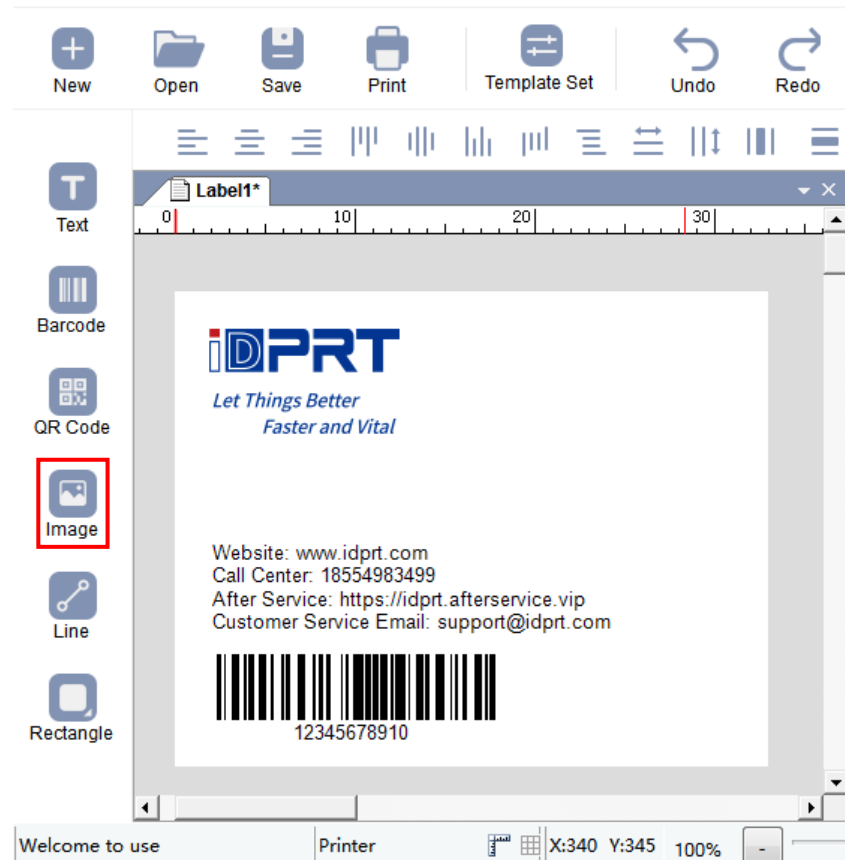 New Open Save Print Template Set Undo Redo
Text
Barcode
QR Code
Image
Line
Rectangle
Label1*
0 10 20 30
iDPRT
Let Things Better
Faster and Vital
Website: www.idprt.com
Call Center: 18554983499
After Service: https://idprt.afterservice.vip
Customer Service Email: support@idprt.com
12345678910
Welcome to use Printer X:340 Y:345 100% -